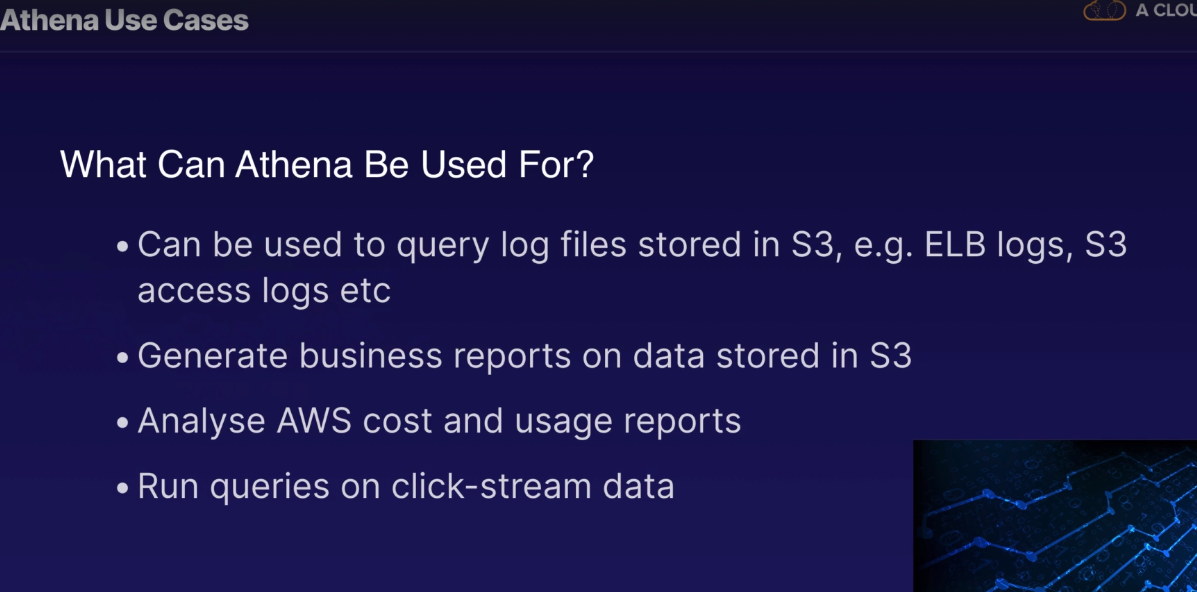 Athena Use Cases
A CLOU
What Can Athena Be Used For?
• Can be used to query log files stored in S3, e.g. ELB logs, S3
access logs etc
• Generate business reports on data stored in S3
• Analyse AWS cost and usage reports
• Run queries on click-stream data